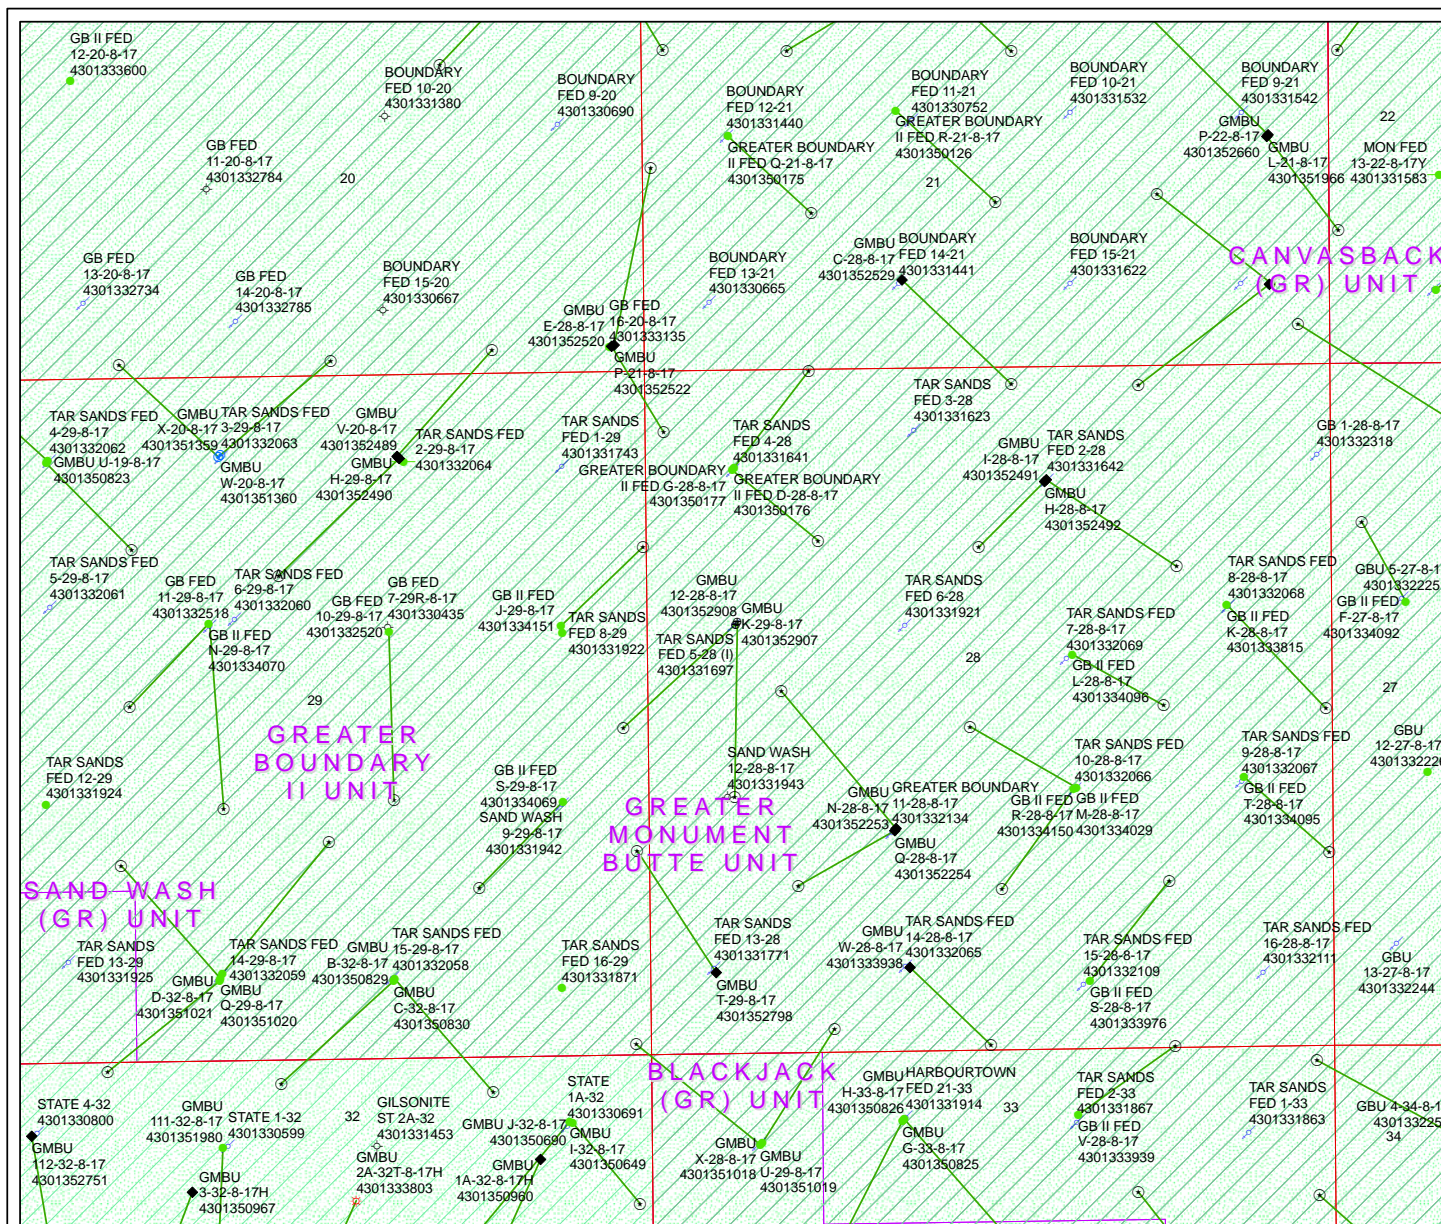 GB II FED
12-20-8-17
4301333600
BOUNDARY
FED 10-20
4301331380
BOUNDARY
FED 9-20
4301330690
BOUNDARY
FED 12-21
4301331440
BOUNDARY
FED 11-21
4301330752
BOUNDARY
FED 10-21
4301331532
BOUNDARY
FED 9-21
4301331542
22
GREATER BOUNDARY
II FED R-21-8-17
4301350126
GMBU
P-22-8-17
4301352660
GB FED
11-20-8-17
4301332784
20
GREATER BOUNDARY
II FED Q-21-8-17
4301350175
21
GMBU
L-21-8-17
4301351966
MON FED
13-22-8-17Y
4301331583
GB FED
13-20-8-17
4301332734
GB FED
14-20-8-17
4301332785
BOUNDARY
FED 15-20
4301330667
BOUNDARY
FED 13-21
4301330665
GMBU
C-28-8-17
4301352529
BOUNDARY
FED 14-21
4301331441
BOUNDARY
FED 15-21
4301331622
CANVASBACK
(GR) UNIT
GMBU
E-28-8-17
4301352520
GB FED
16-20-8-17
4301333135
GMBU
P-21-8-17
4301352522
TAR SANDS
FED 3-28
4301331623
TAR SANDS FED
4-29-8-17
4301332062
GMBU U-19-8-17
4301350823
GMBU
X-20-8-17
4301351359
TAR SANDS FED
3-29-8-17
4301332063
GMBU
W-20-8-17
4301351360
GMBU
V-20-8-17
4301352489
TAR SANDS FED
2-29-8-17
4301332064
GMBU
H-29-8-17
4301352490
TAR SANDS
FED 1-29
4301331743
TAR SANDS
FED 4-28
4301331641
GREATER BOUNDARY
II FED G-28-8-17
4301350177
GREATER BOUNDARY
II FED D-28-8-17
4301350176
GMBU
I-28-8-17
4301352491
TAR SANDS
FED 2-28
4301331642
GMBU
H-28-8-17
4301352492
GB 1-28-8-17
4301332318
TAR SANDS FED
5-29-8-17
4301332061
GB FED
11-29-8-17
4301332518
TAR SANDS FED
6-29-8-17
4301332060
GB II FED
N-29-8-17
4301334070
GB FED
10-29-8-17
4301332520
GB FED
7-29R-8-17
4301330435
GB II FED
J-29-8-17
4301334151
TAR SANDS
FED 8-29
4301331922
GMBU
12-28-8-17
4301352908
GMBU
K-29-8-17
4301352907
TAR SANDS
FED 5-28 (I)
4301331697
TAR SANDS
FED 6-28
4301331921
TAR SANDS FED
7-28-8-17
4301332069
GB II FED
L-28-8-17
4301334096
TAR SANDS FED
8-28-8-17
4301332068
GB II FED
K-28-8-17
4301333815
GBU 5-27-8-17
4301332225
GB II FED
F-27-8-17
4301334092
28
29
27
GREATER
BOUNDARY
II UNIT
TAR SANDS
FED 12-29
4301331924
GB II FED
S-29-8-17
4301334069
SAND WASH
9-29-8-17
4301331942
SAND WASH
12-28-8-17
4301331943
GREATER
MONUMENT
BUTTE UNIT
GMBU
N-28-8-17
4301352253
GREATER BOUNDARY
11-28-8-17
4301332134
GMBU
Q-28-8-17
4301352254
TAR SANDS FED
10-28-8-17
4301332066
GB II FED
R-28-8-17
4301334150
GB II FED
M-28-8-17
4301334029
TAR SANDS FED
9-28-8-17
4301332067
GB II FED
T-28-8-17
4301334095
GBU
12-27-8-17
4301332226
SAND WASH
(GR) UNIT
TAR SANDS
FED 13-29
4301331925
GMBU
D-32-8-17
4301351021
TAR SANDS FED
14-29-8-17
4301332059
GMBU
Q-29-8-17
4301351020
GMBU
B-32-8-17
4301350829
TAR SANDS FED
15-29-8-17
4301332058
GMBU
C-32-8-17
4301350830
TAR SANDS
FED 16-29
4301331871
TAR SANDS
FED 13-28
4301331771
GMBU
T-29-8-17
4301352798
GMBU
W-28-8-17
4301333938
TAR SANDS FED
14-28-8-17
4301332065
TAR SANDS FED
15-28-8-17
4301332109
GB II FED
S-28-8-17
4301333976
TAR SANDS FED
16-28-8-17
4301332111
GBU
13-27-8-17
4301332244
BLACKJACK
(GR) UNIT
STATE 4-32
4301330800
GMBU
112-32-8-17
4301352751
GMBU
111-32-8-17
4301351980
STATE 1-32
4301330599
GMBU
3-32-8-17H
4301350967
32
GILSONITE
ST 2A-32
4301331453
GMBU
2A-32T-8-17H
4301333803
STATE
1A-32
4301330691
GMBU J-32-8-17
4301350690
GMBU
I-32-8-17
4301350649
GMBU
1A-32-8-17H
4301350960
GMBU
X-28-8-17
4301351018
GMBU
U-29-8-17
4301351019
GMBU
H-33-8-17
4301350826
HARBOURTOWN
FED 21-33
4301331914
GMBU
G-33-8-17
4301350825
33
TAR SANDS
FED 2-33
4301331867
GB II FED
V-28-8-17
4301333939
TAR SANDS
FED 1-33
4301331863
GBU 4-34-8-1
430133225
34